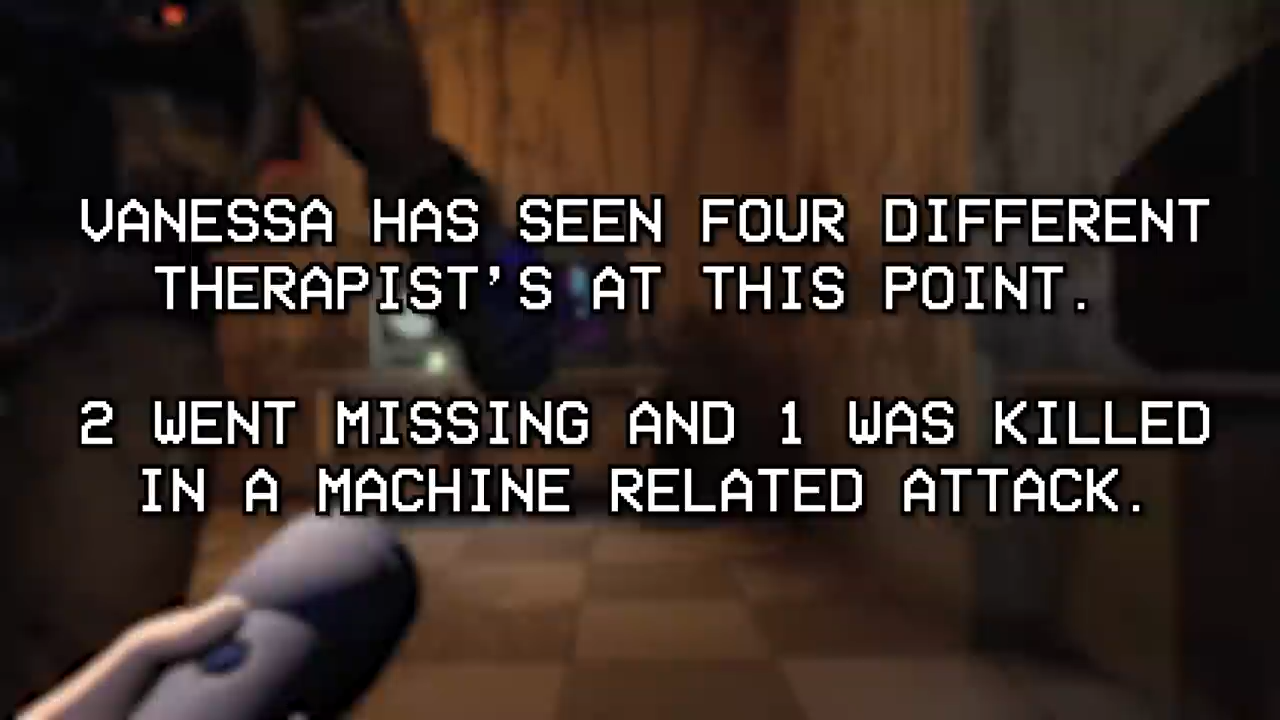 VANESSA HAS SEEN FOUR DIFFERENT
THERAPIST'S AT THIS POINT.
2 WENT MISSING AND 1 WAS KILLED
IN A MACHINE RELATED ATTACK.